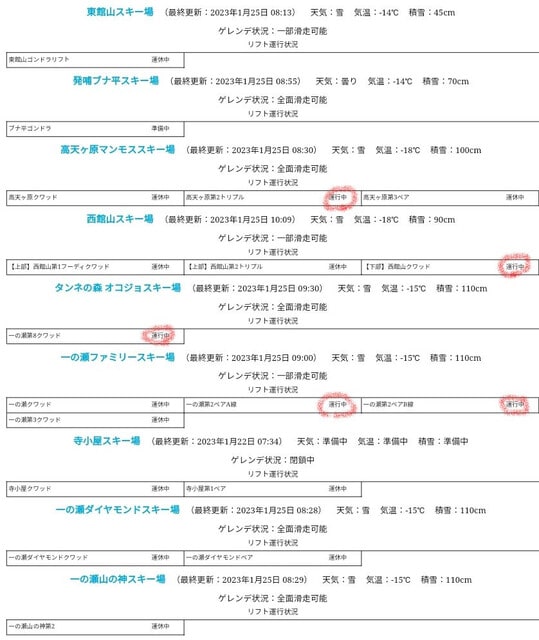 東館山スキー場 （最終更新：2023年1月25日 08:13） 天気：雪 気温：-14℃ 積雪：45cm
ゲレンデ状況：一部滑走可能
リフト運行状況
東館山ゴンドラリフト 運休中
発哺ブナ平スキー場 （最終更新：2023年1月25日 08:55） 天気：曇り 気温：-14℃ 積雪：70cm
ゲレンデ状況：全面滑走可能
リフト運行状況
ブナ平ゴンドラ 準備中
高天ヶ原マンモススキー場 （最終更新：2023年1月25日 08:30） 天気：雪 気温：-18℃ 積雪：100cm
ゲレンデ状況：全面滑走可能
リフト運行状況
高天ヶ原クワッド 運休中 高天ヶ原第2トリプル 運行中 高天ヶ原第3ペア 運休中
西館山スキー場 （最終更新：2023年1月25日 10:09） 天気：雪 気温：-18℃ 積雪：90cm
ゲレンデ状況：一部滑走可能
リフト運行状況
【上部】西館山第1フーディクワッド 運休中 【上部】西館山第2トリプル 運休中 【下部】西館山クワッド 運行中
タンネの森 オコジョスキー場 （最終更新：2023年1月25日 09:30） 天気：雪 気温：-15℃ 積雪：110cm
ゲレンデ状況：全面滑走可能
リフト運行状況
一の瀬第8クワッド 運行中
一の瀬ファミリースキー場 （最終更新：2023年1月25日 09:00） 天気：雪 気温：-15℃ 積雪：110cm
ゲレンデ状況：一部滑走可能
リフト運行状況
一の瀬クワッド 運休中 一の瀬第2ペアA線 運行中 一の瀬第2ペアB線 運行中
一の瀬第3クワッド 運休中
寺小屋スキー場 （最終更新：2023年1月22日 07:34） 天気：準備中 気温：準備中 積雪：準備中
ゲレンデ状況：閉鎖中
リフト運行状況
寺小屋クワッド 運休中 寺小屋第1ペア 運休中
一の瀬ダイヤモンドスキー場 （最終更新：2023年1月25日 08:28） 天気：雪 気温：-15℃ 積雪：110cm
ゲレンデ状況：全面滑走可能
リフト運行状況
一の瀬ダイヤモンドクワッド 運休中 一の瀬ダイヤモンドペア 運休中
一の瀬山の神スキー場 （最終更新：2023年1月25日 08:29） 天気：雪 気温：-15℃ 積雪：110cm
ゲレンデ状況：全面滑走可能
リフト運行状況
一の瀬山の神第2 運休中